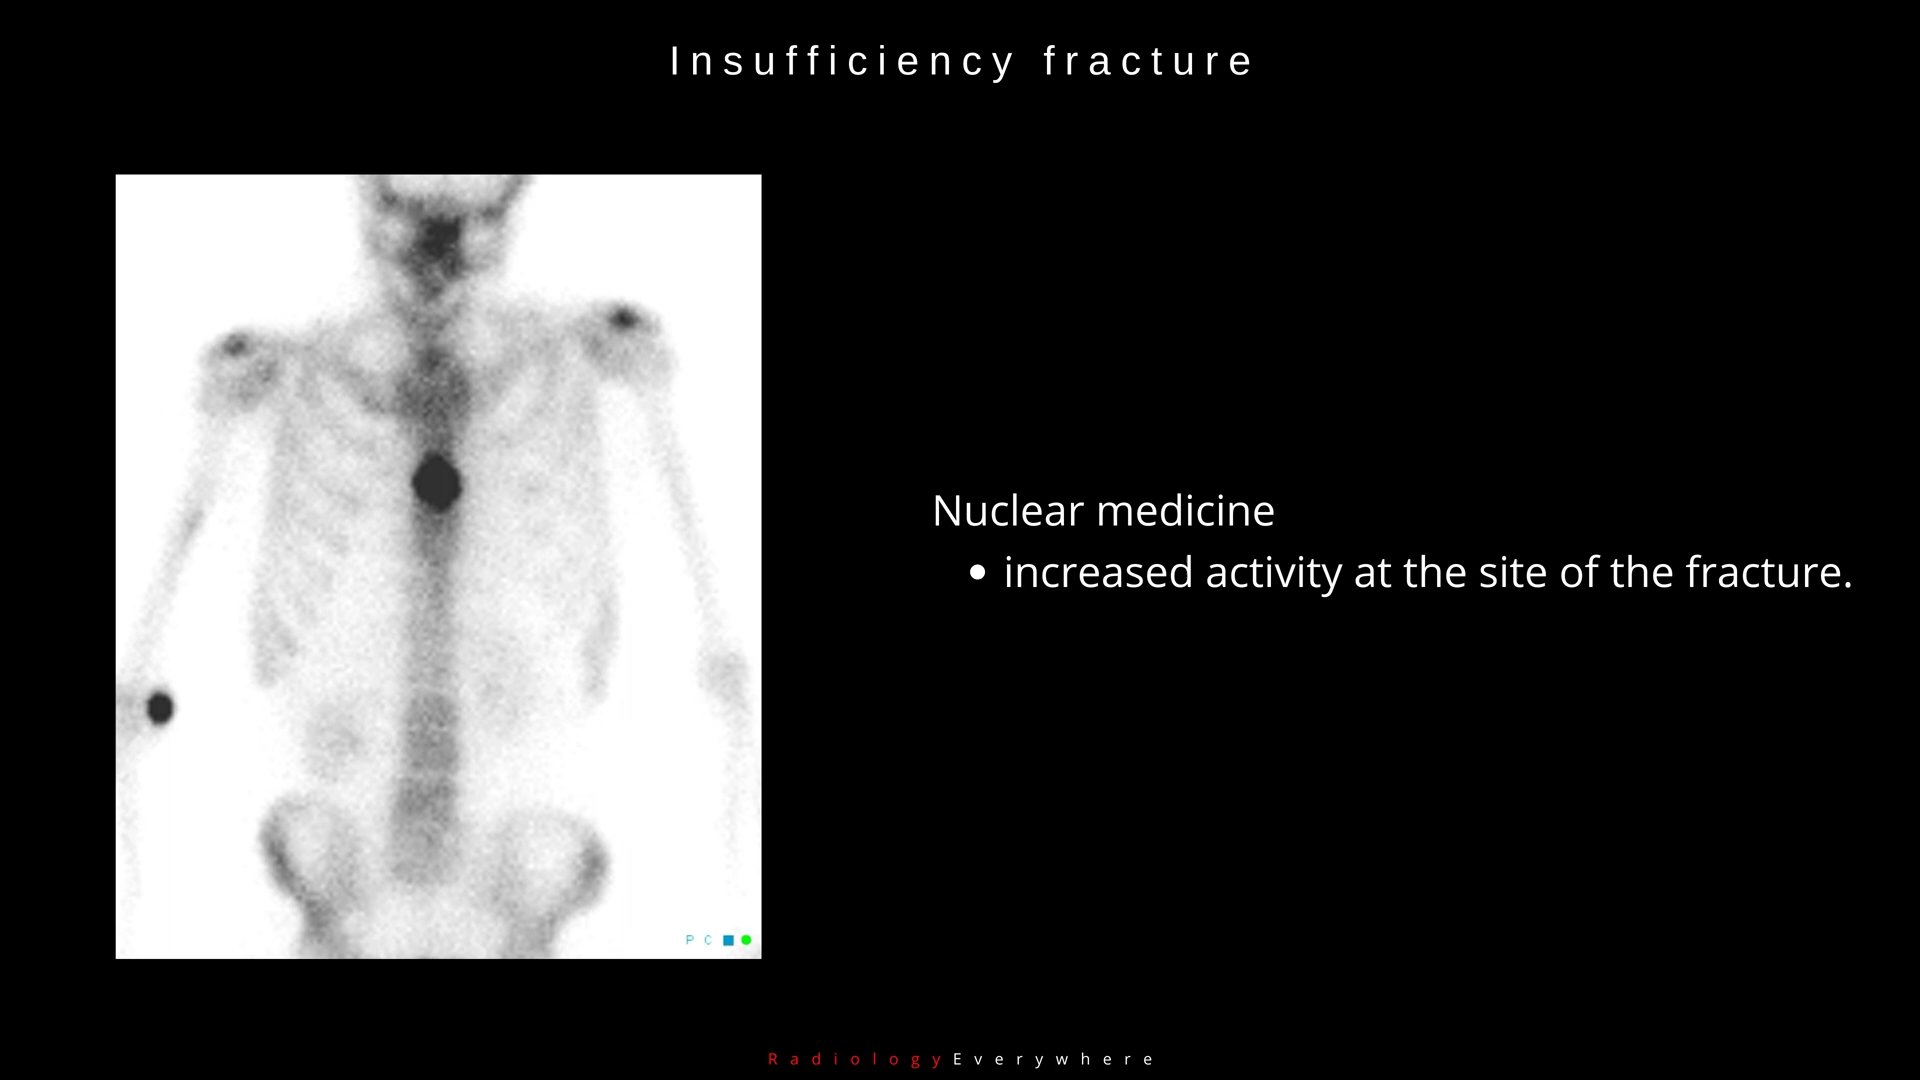 Insufficiency fracture
Nuclear medicine
• increased activity at the site of the fracture.
P C
RadiologyEverywhere